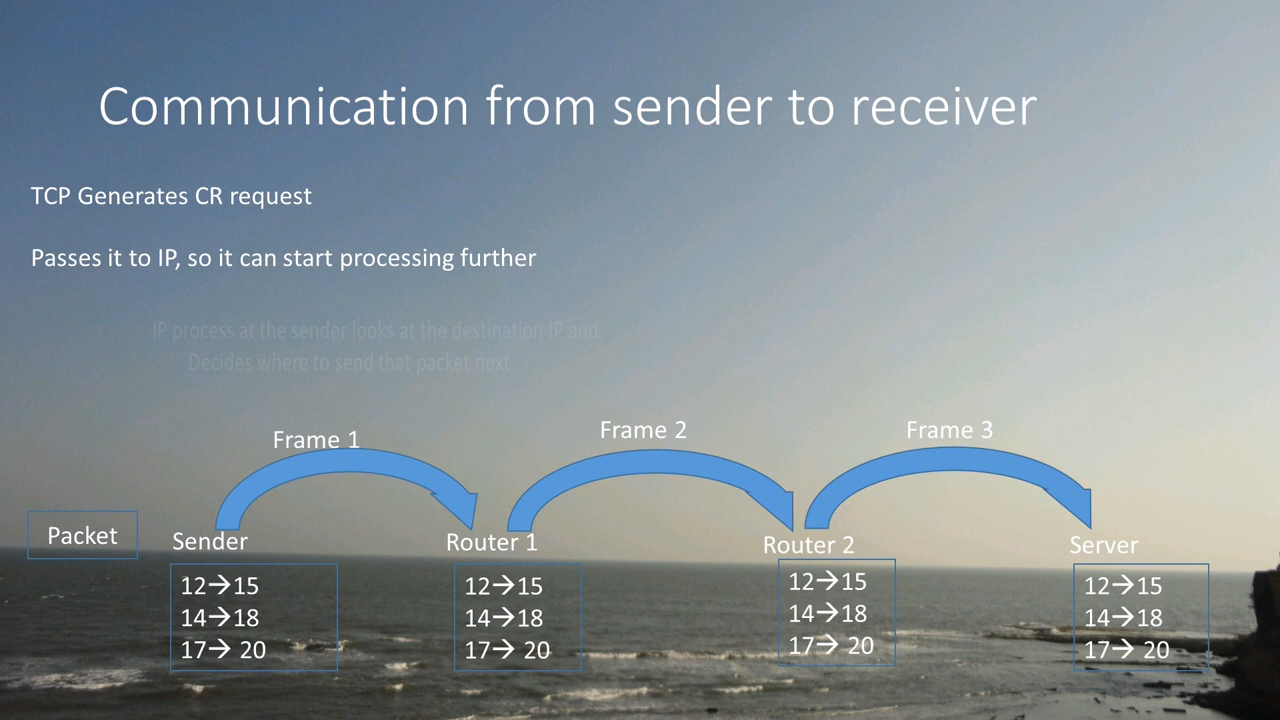 Communication from sender to receiver
TCP Generates CR request
Passes it to IP, so it can start processing further
IP process at the sender looks at the destination IP and
Decides where to send that packet next.
Frame 1
Frame 2
Frame 3
Packet
Sender
Router 1
Router 2
Server
12→15
14→18
17→ 20
12→15
14→18
17→ 20
12→15
14→18
17→ 20
12→15
14→18
17→ 20